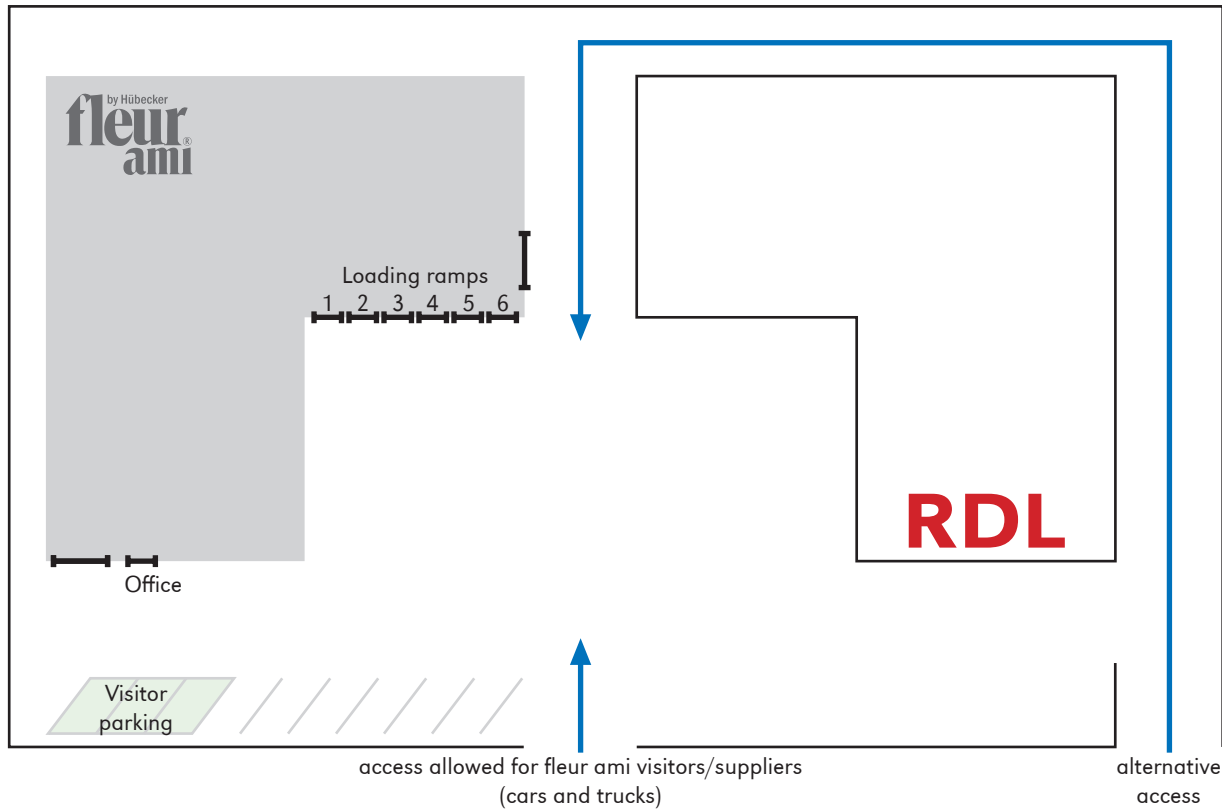 by Hübecker
fleur
ami®
Loading ramps
1 2 3 4 5 6
RDL
Office
Visitor
parking
access allowed for fleur ami visitors/suppliers
(cars and trucks)
alternative
access